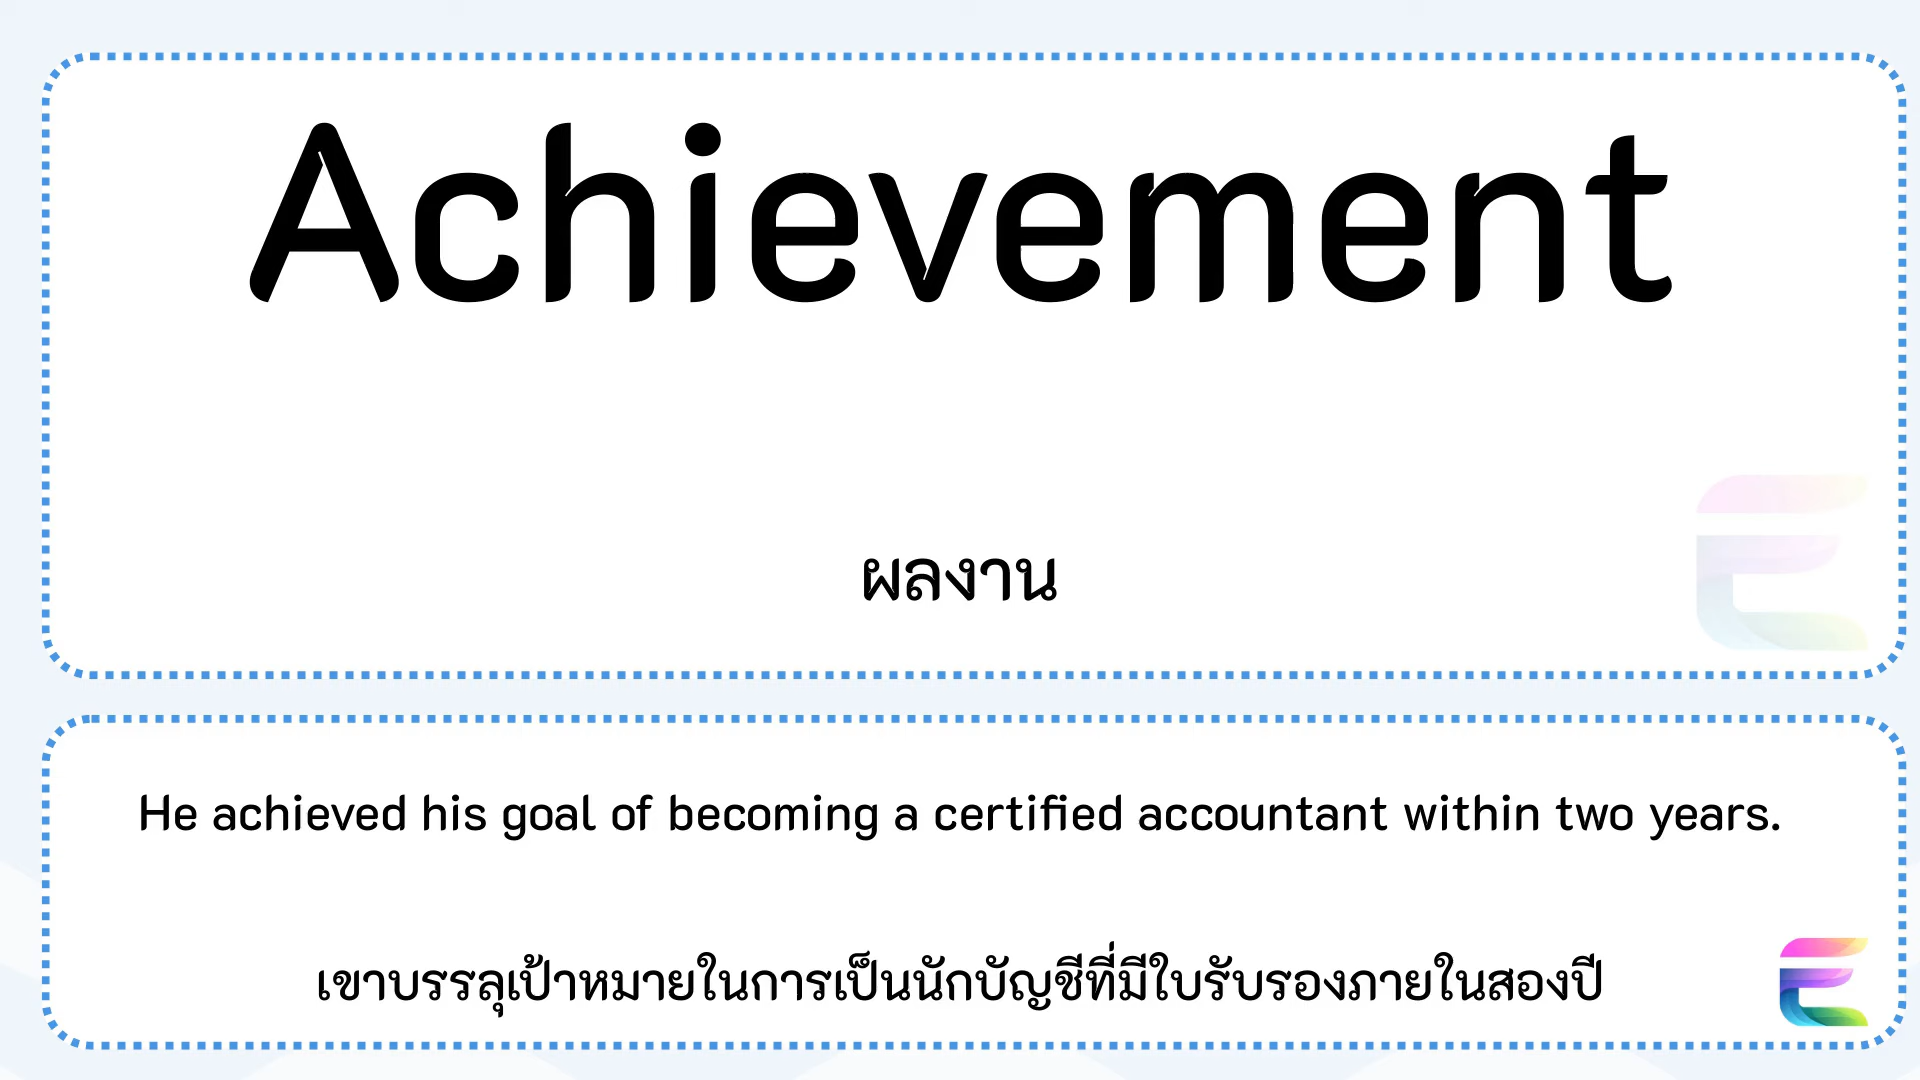 Achievement
ผลงาน
He achieved his goal of becoming a certified accountant within two years.
เขาบรรลุเป้าหมายในการเป็นนักบัญชีที่มีใบรับรองภายในสองปี